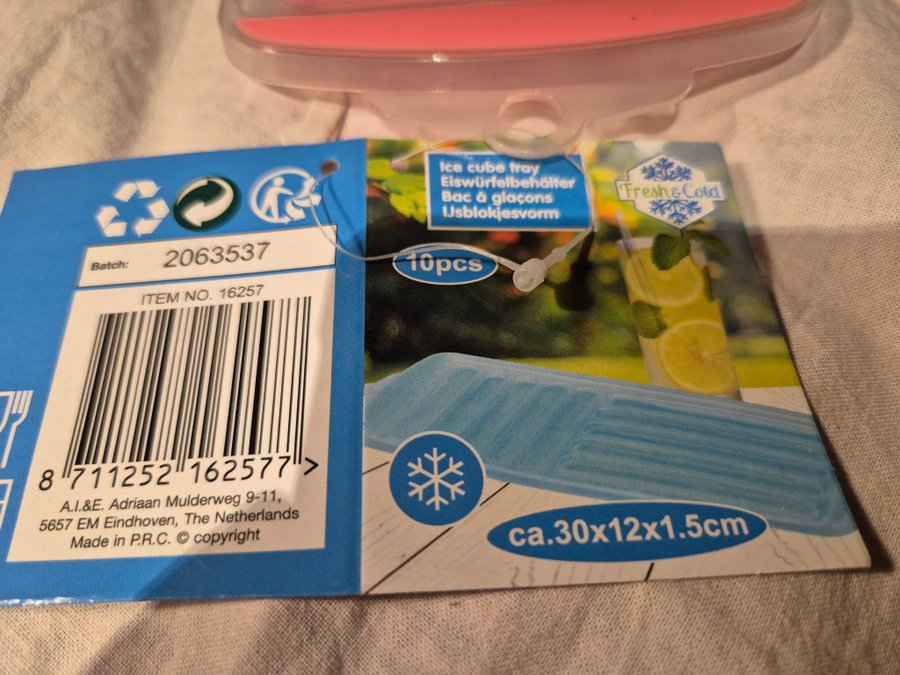 Batch: 2063537
ITEM NO. 16257
8 711252 162577 >
A.I.&E. Adriaan Mulderweg 9-11,
5657 EM Eindhoven, The Netherlands
Made in P.R.C. © copyright
Ice cube tray
Eiswürfelbehälter
Bac à glaçons
IJsblokjesvorm
Fresh & Cold
10pcs
ca.30x12x1.5cm